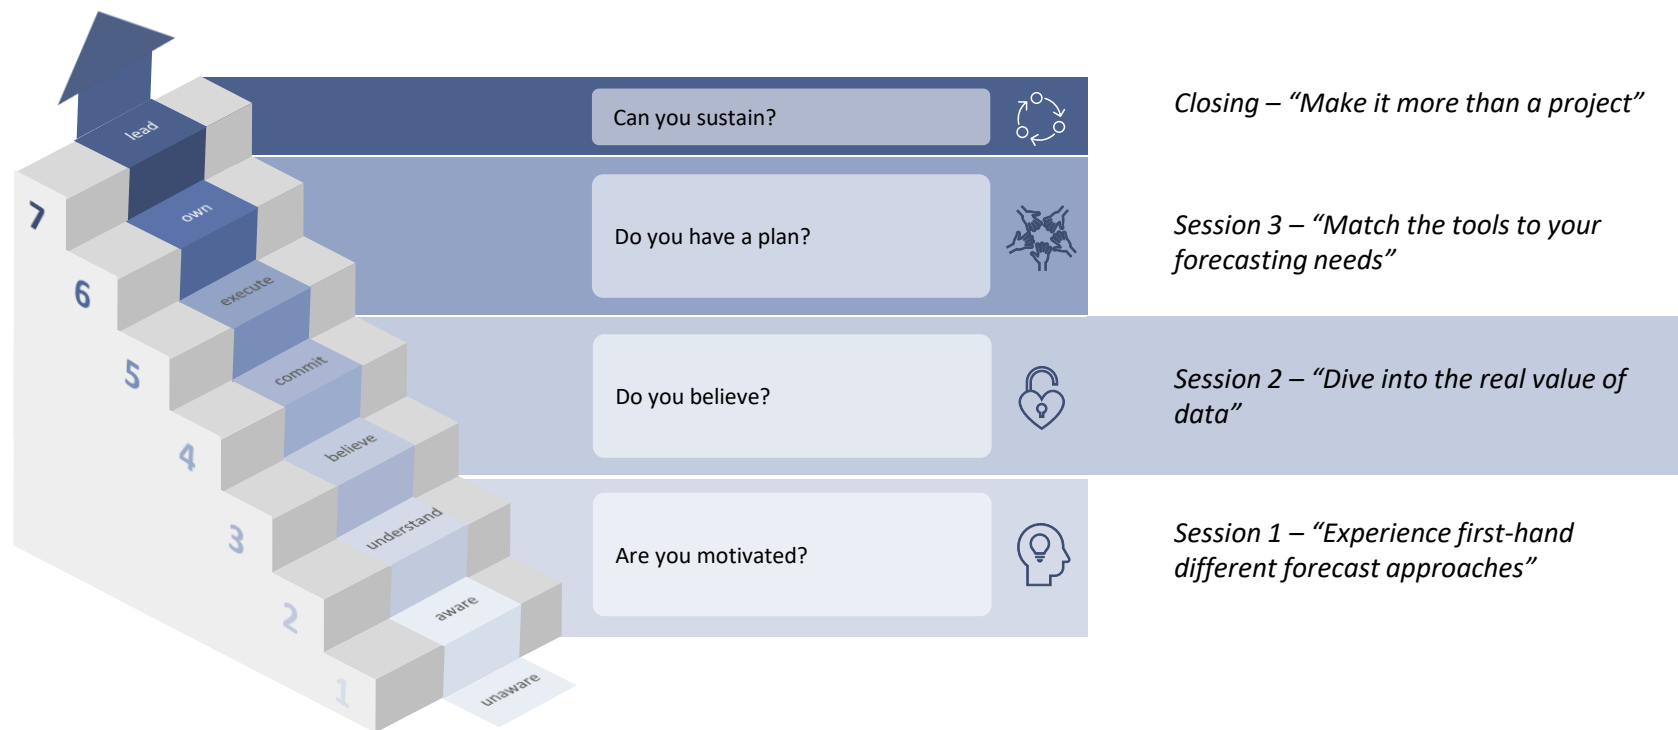 lead
own
execute
commit
believe
understand
aware
unaware
7
6
5
4
3
2
1
Can you sustain?
Closing – “Make it more than a project”
Do you have a plan?
Session 3 – “Match the tools to your
forecasting needs”
Do you believe?
Session 2 – “Dive into the real value of
data”
Are you motivated?
Session 1 – “Experience first-hand
different forecast approaches”